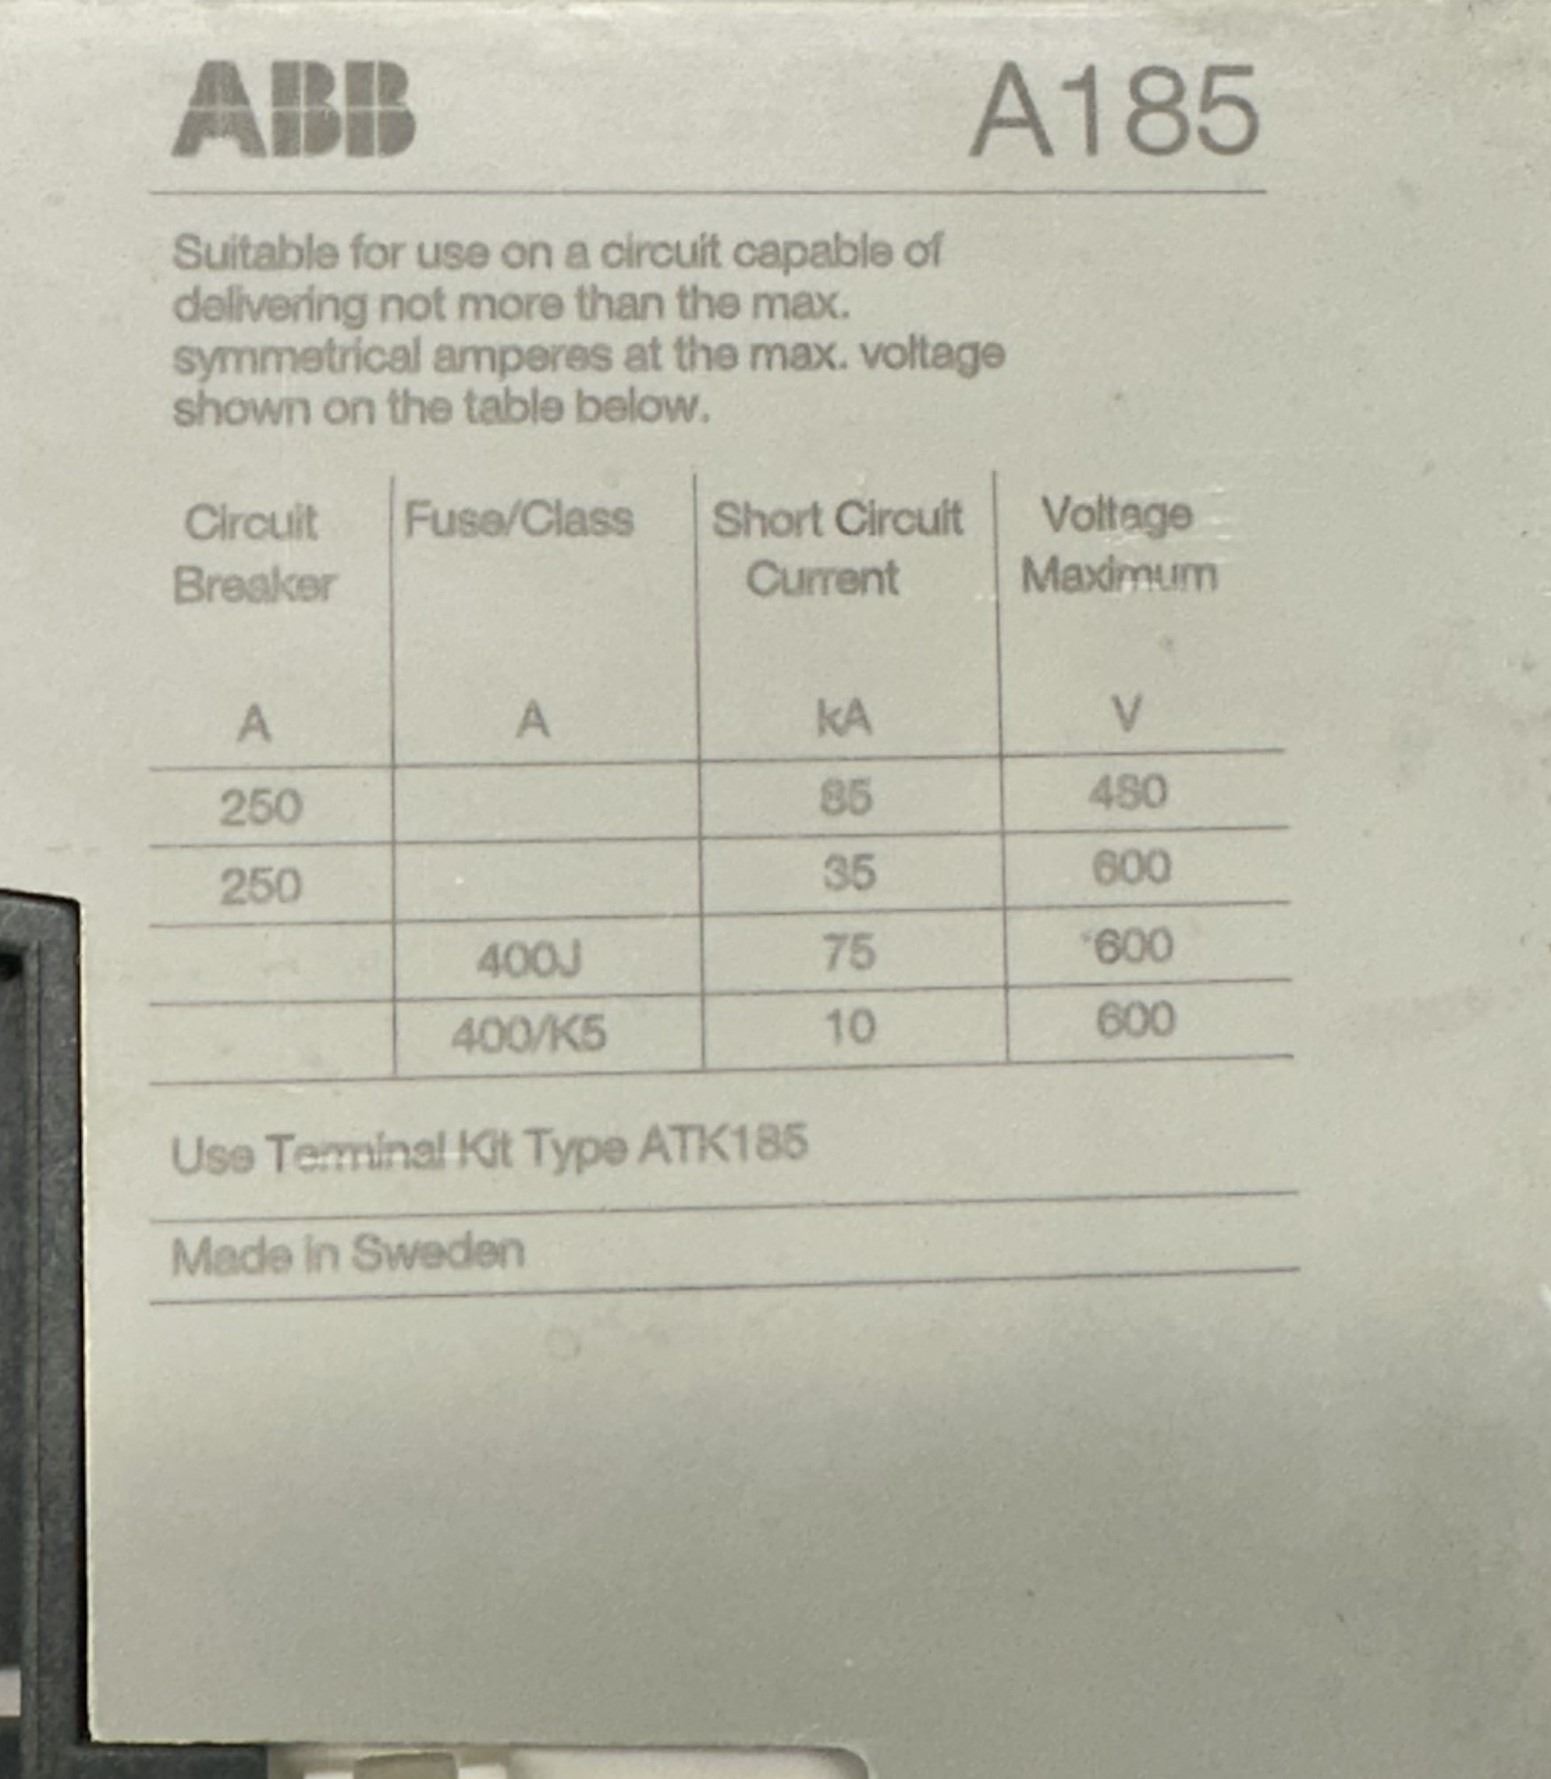 ABB A185
Suitable for use on a circuit capable of
delivering not more than the max.
symmetrical amperes at the max. voltage
shown on the table below.
Circuit Fuse/Class Short Circuit Voltage
Breaker Current Maximum
A A kA V
250 85 480
250 35 600
400J 75 600
400/K5 10 600
Use Terminal Kit Type ATK185
Made in Sweden